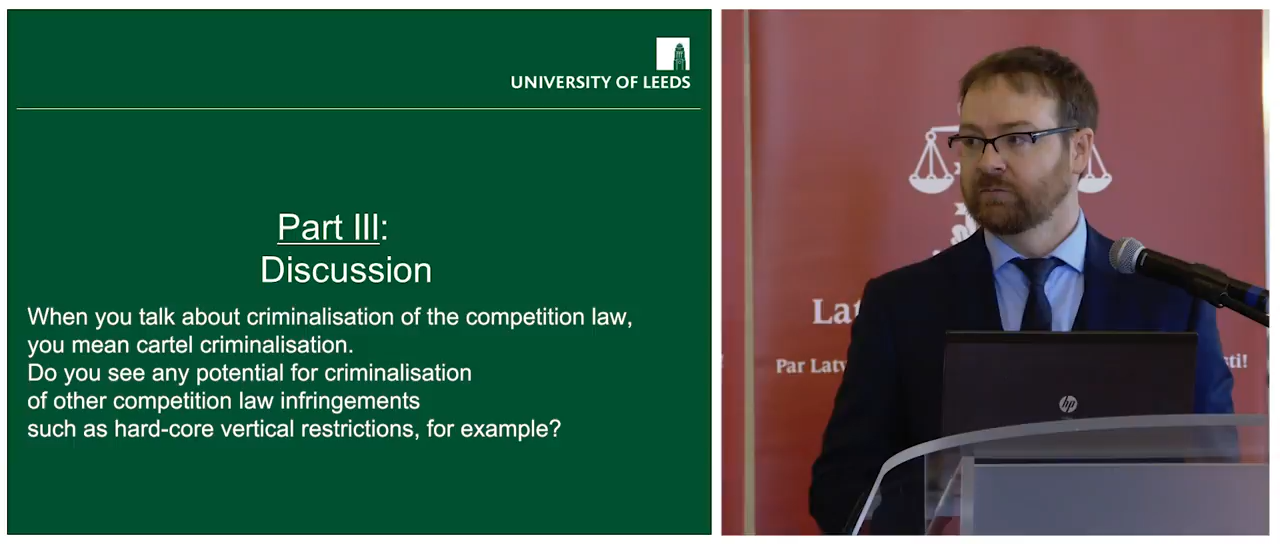 UNIVERSITY OF LEEDS
Part III:
Discussion
When you talk about criminalisation of the competition law,
you mean cartel criminalisation.
Do you see any potential for criminalisation
of other competition law infringements
such as hard-core vertical restrictions, for example?
Lat
Par Latv
sti!
hp